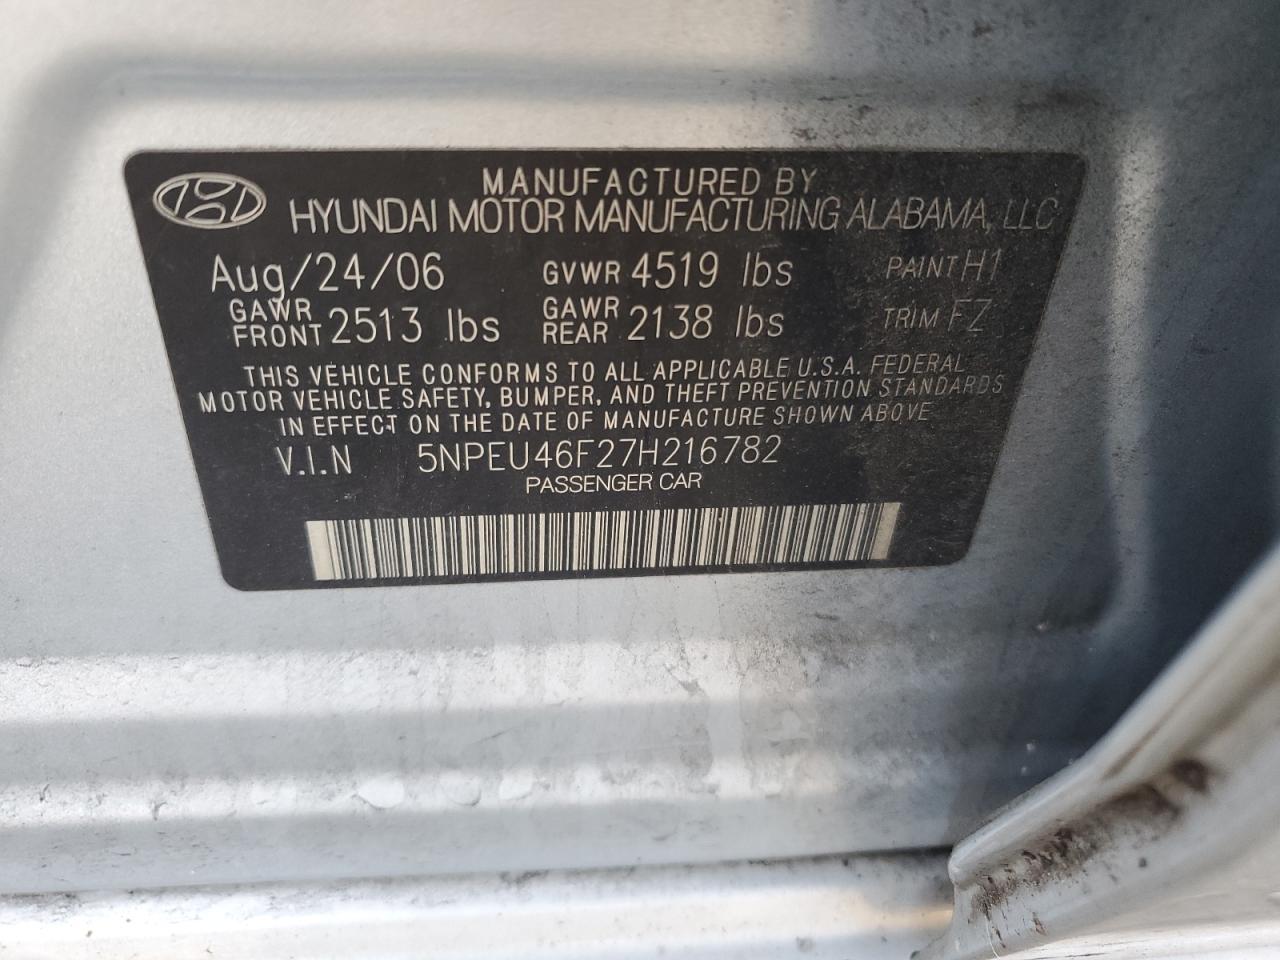 MANUFACTURED BY
HYUNDAI MOTOR MANUFACTURING ALABAMA, LLC
Aug/24/06 GVWR 4519 lbs PAINT H1
GAWR FRONT 2513 lbs GAWR REAR 2138 lbs TRIM FZ
THIS VEHICLE CONFORMS TO ALL APPLICABLE U.S.A. FEDERAL
MOTOR VEHICLE SAFETY, BUMPER, AND THEFT PREVENTION STANDARDS
IN EFFECT ON THE DATE OF MANUFACTURE SHOWN ABOVE
V.I.N 5NPEU46F27H216782
PASSENGER CAR